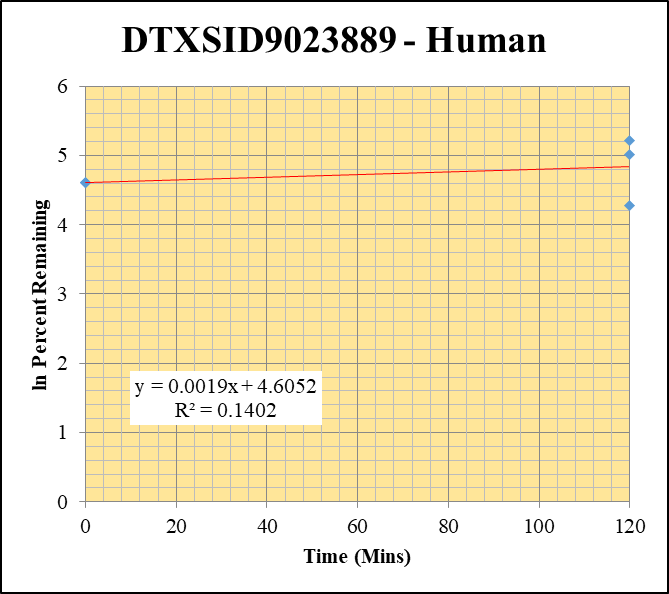 DTXSID9023889 - Human
6
5
4
3
2
1
0
ln Percent Remaining
y = 0.0019x + 4.6052
R² = 0.1402
0 20 40 60 80 100 120
Time (Mins)